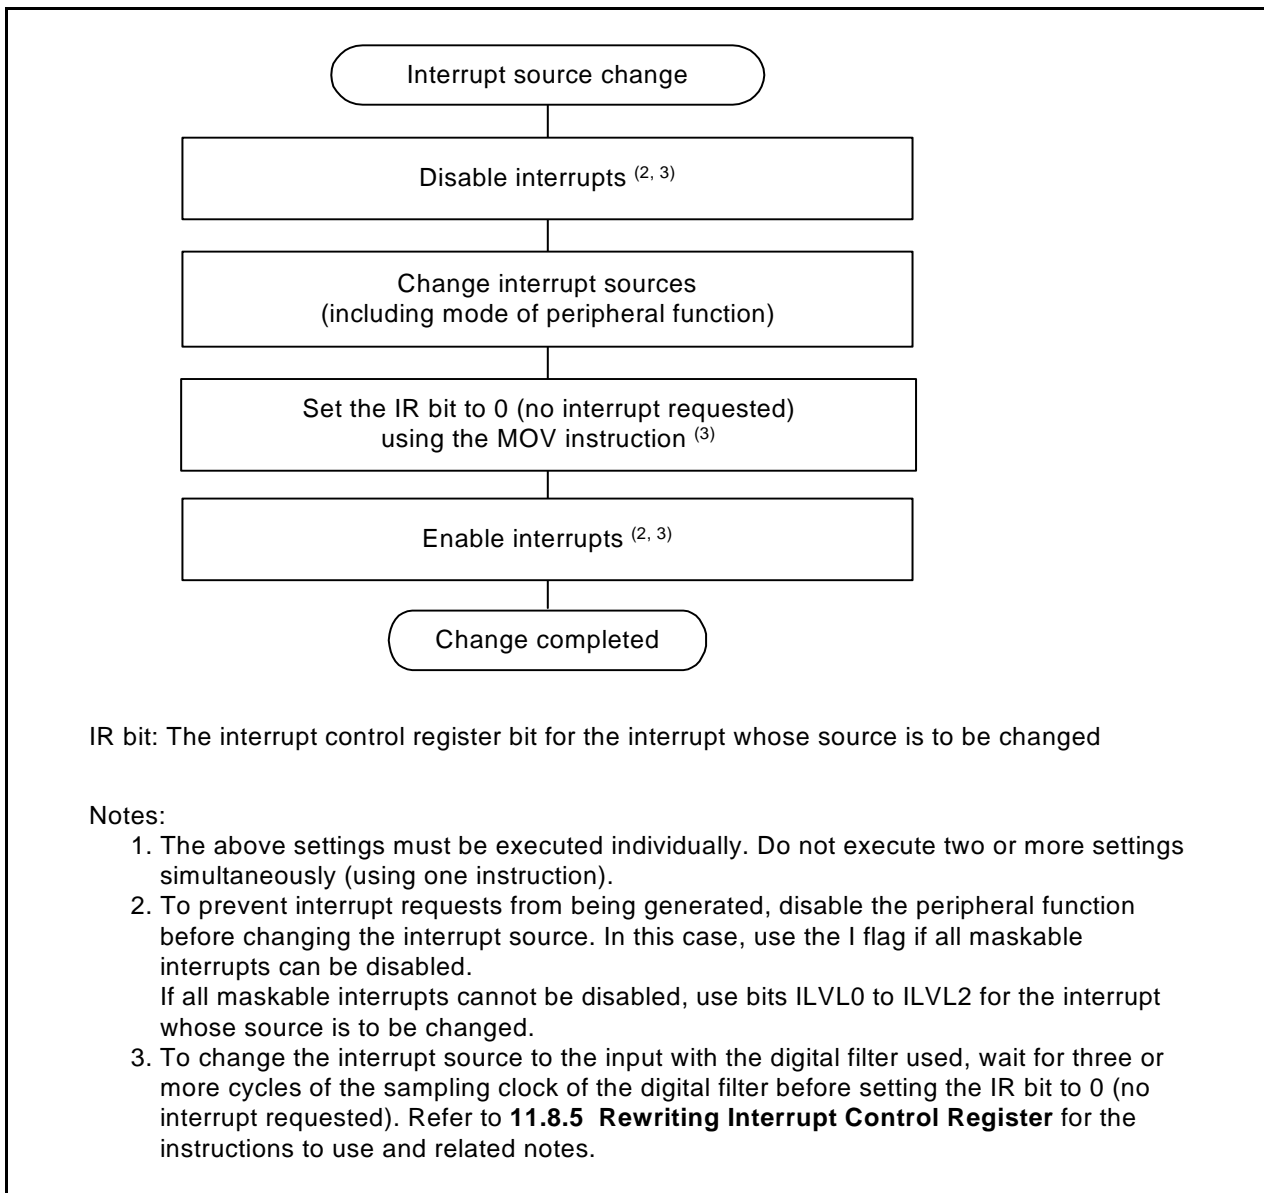 Interrupt source change
Disable interrupts (2, 3)
Change interrupt sources
(including mode of peripheral function)
Set the IR bit to 0 (no interrupt requested)
using the MOV instruction (3)
Enable interrupts (2, 3)
Change completed
IR bit: The interrupt control register bit for the interrupt whose source is to be changed
Notes:
1. The above settings must be executed individually. Do not execute two or more settings
simultaneously (using one instruction).
2. To prevent interrupt requests from being generated, disable the peripheral function
before changing the interrupt source. In this case, use the I flag if all maskable
interrupts can be disabled.
If all maskable interrupts cannot be disabled, use bits ILVL0 to ILVL2 for the interrupt
whose source is to be changed.
3. To change the interrupt source to the input with the digital filter used, wait for three or
more cycles of the sampling clock of the digital filter before setting the IR bit to 0 (no
interrupt requested). Refer to 11.8.5 Rewriting Interrupt Control Register for the
instructions to use and related notes.